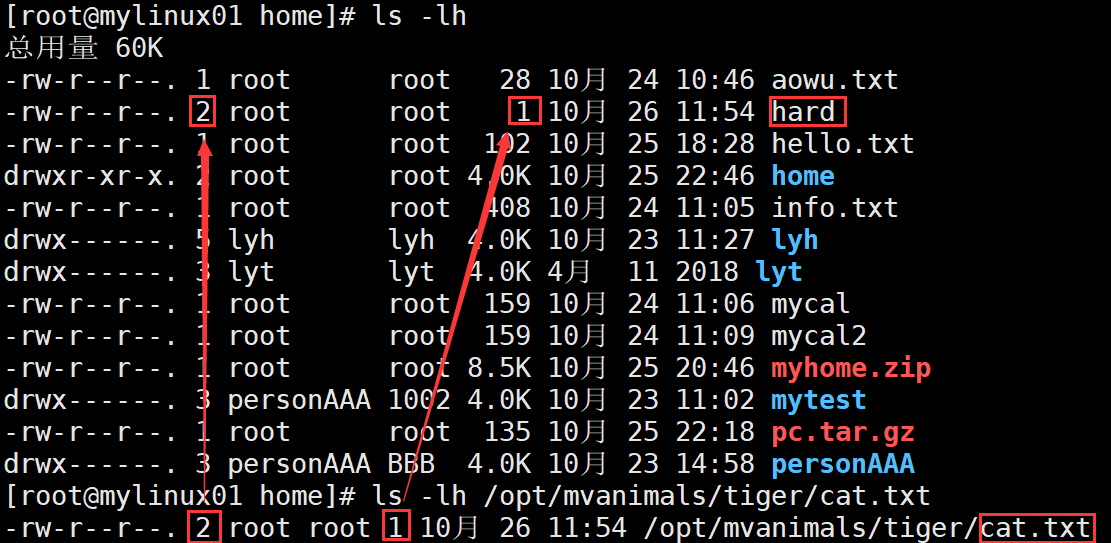 [root@mylinux01 home]# ls -lh
总用量 60K
-rw-r--r--. 1 root      root   28 10月  24 10:46 aowu.txt
-rw-r--r--. 2 root      root    1 10月  26 11:54 hard
-rw-r--r--. 1 root      root  102 10月  25 18:28 hello.txt
drwxr-xr-x. 2 root      root 4.0K 10月  25 22:46 home
-rw-r--r--. 1 root      root  408 10月  24 11:05 info.txt
drwx------. 5 lyh       lyh  4.0K 10月  23 11:27 lyh
drwx------. 3 lyt       lyt  4.0K 4月   11 2018 lyt
-rw-r--r--. 1 root      root  159 10月  24 11:06 mycal
-rw-r--r--. 1 root      root  159 10月  24 11:09 mycal2
-rw-r--r--. 1 root      root 8.5K 10月  25 20:46 myhome.zip
drwx------. 3 personAAA 1002 4.0K 10月  23 11:02 mytest
-rw-r--r--. 1 root      root  135 10月  25 22:18 pc.tar.gz
drwx------. 3 personAAA BBB  4.0K 10月  23 14:58 personAAA
[root@mylinux01 home]# ls -lh /opt/mvanimals/tiger/cat.txt
-rw-r--r--. 2 root root 1 10月  26 11:54 /opt/mvanimals/tiger/cat.txt